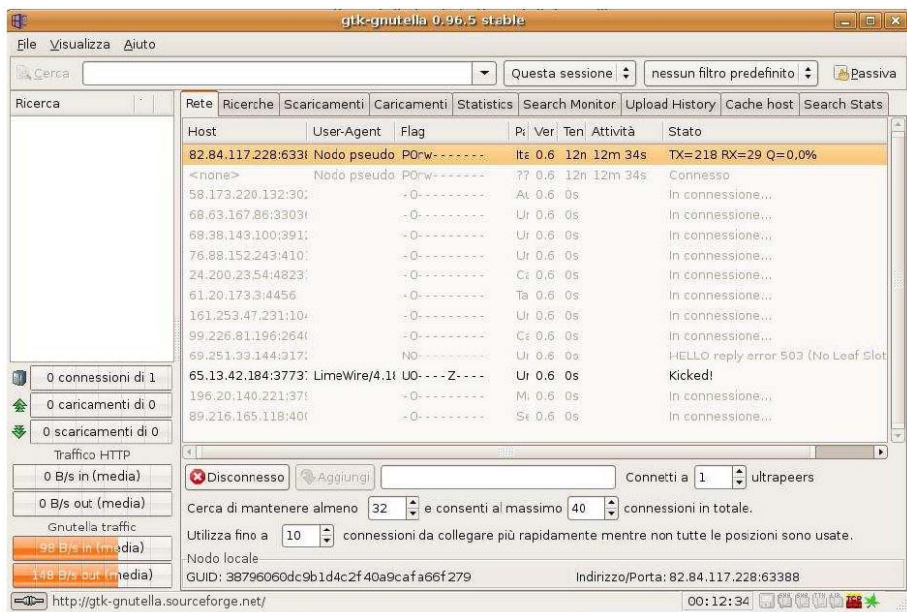 gtk-gnutella 0.96.5 stable
File Visualizza Aiuto
Cerca Questa sessione nessun filtro predefinito Passiva
Ricerca
Rete Ricerche Scaricamenti Caricamenti Statistics Search Monitor Upload History Cache host Search Stats
Host User-Agent Flag Pa Ver Ten Attività Stato
82.84.117.228:6338 Nodo pseudo P0rw------- Ita 0.6 12n 12m 34s TX=218 RX=29 Q=0,0%
<none> Nodo pseudo P0rw------- ?? 0.6 12n 12m 34s Connesso
58.173.220.132:30 0.6 0s In connessione...
68.63.167.86:3303 0.6 0s In connessione...
68.38.143.100:391 0.6 0s In connessione...
76.88.152.243:410 0.6 0s In connessione...
24.200.23.54:4823 0.6 0s In connessione...
61.20.173.3:4456 Ta 0.6 0s In connessione...
161.253.47.231:10 0.6 0s In connessione...
99.226.81.196:264 0.6 0s In connessione...
69.251.33.144:317 0.6 0s HELLO reply error 503 (No Leaf Slot
65.13.42.184:3773 LimeWire/4.1 U0----Z---- 0.6 0s Kicked!
196.20.140.221:37 0.6 0s In connessione...
89.216.165.118:40 0.6 0s In connessione...
0 connessioni di 1
0 caricamenti di 0
0 scaricamenti di 0
Traffico HTTP
0 B/s in (media)
0 B/s out (media)
Gnutella traffic
98 B/s in (media)
148 B/s out (media)
Disconnesso Aggiungi Connetti a 1 ultrapeers
Cerca di mantenere almeno 32 e consenti al massimo 40 connessioni in totale.
Utilizza fino a 10 connessioni da collegare più rapidamente mentre non tutte le posizioni sono usate.
Nodo locale
GUID: 38796060dc9b1d4c2f40a9cafa66f279 Indirizzo/Porta: 82.84.117.228:63388
http://gtk-gnutella.sourceforge.net/ 00:12:34 TCP